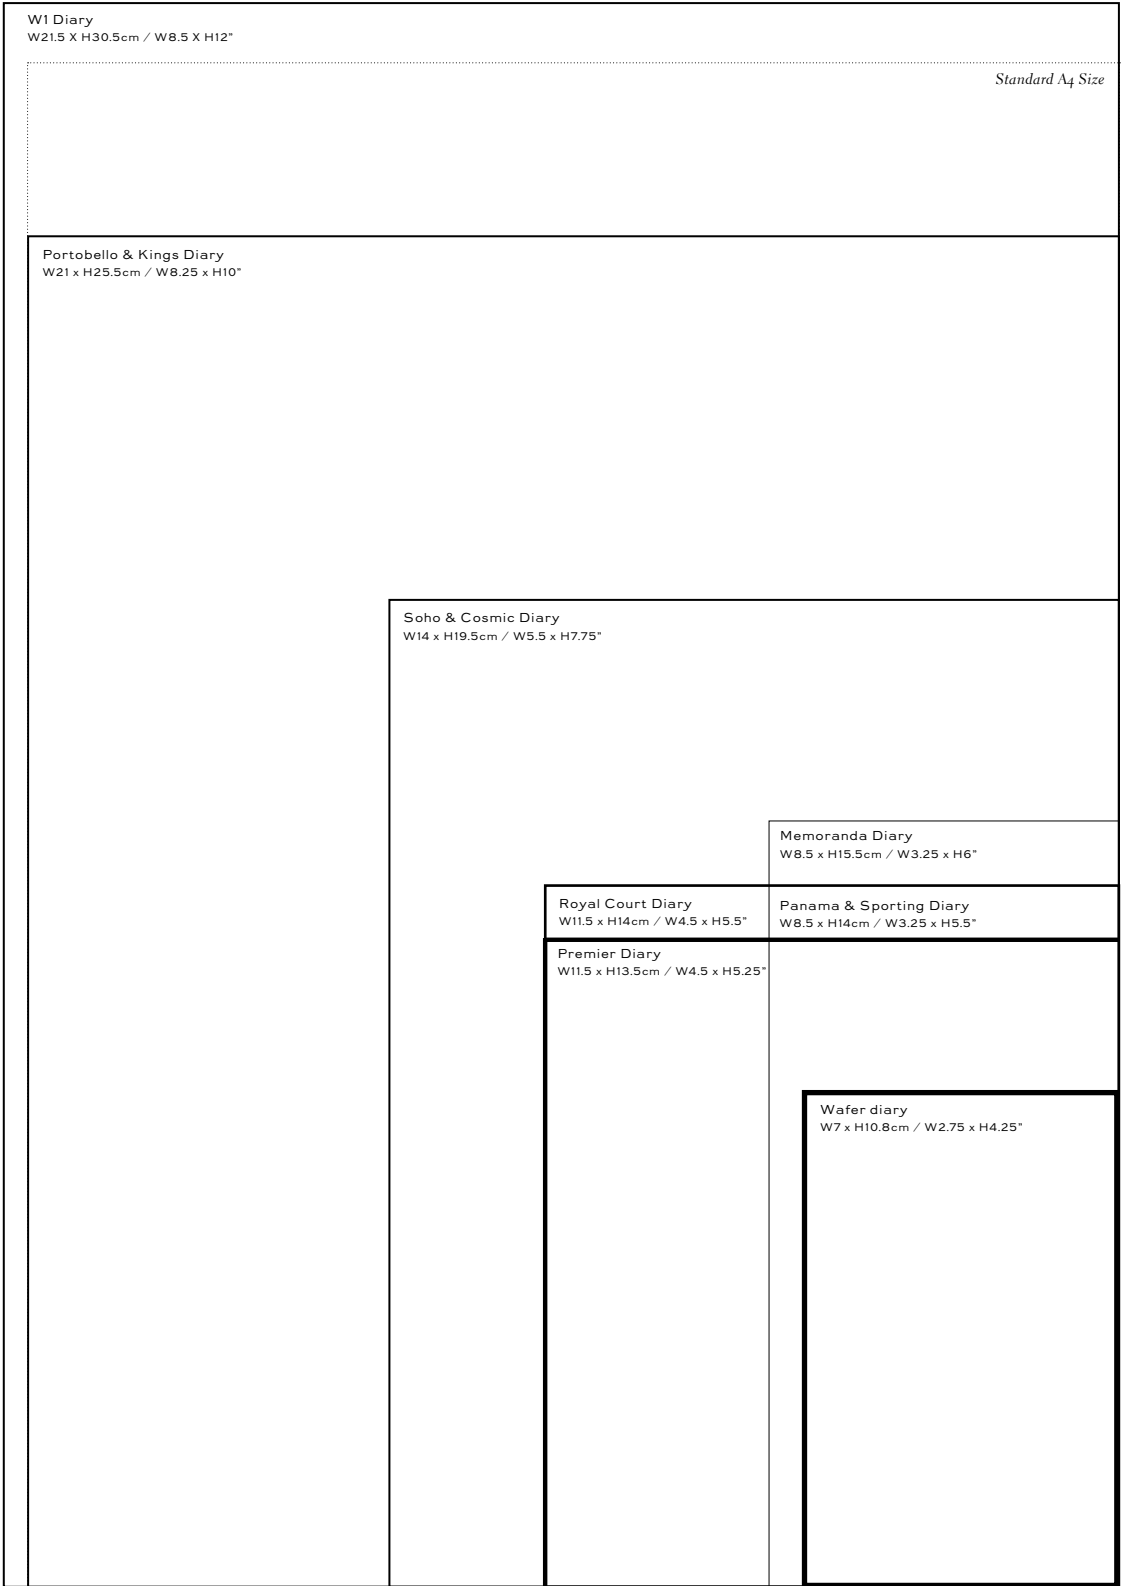 W1 Diary
W21.5 X H30.5cm / W8.5 X H12"
Standard A4 Size
Portobello & Kings Diary
W21 x H25.5cm / W8.25 x H10"
Soho & Cosmic Diary
W14 x H19.5cm / W5.5 x H7.75"
Memoranda Diary
W8.5 x H15.5cm / W3.25 x H6"
Royal Court Diary
W11.5 x H14cm / W4.5 x H5.5"
Panama & Sporting Diary
W8.5 x H14cm / W3.25 x H5.5"
Premier Diary
W11.5 x H13.5cm / W4.5 x H5.25"
Wafer diary
W7 x H10.8cm / W2.75 x H4.25"